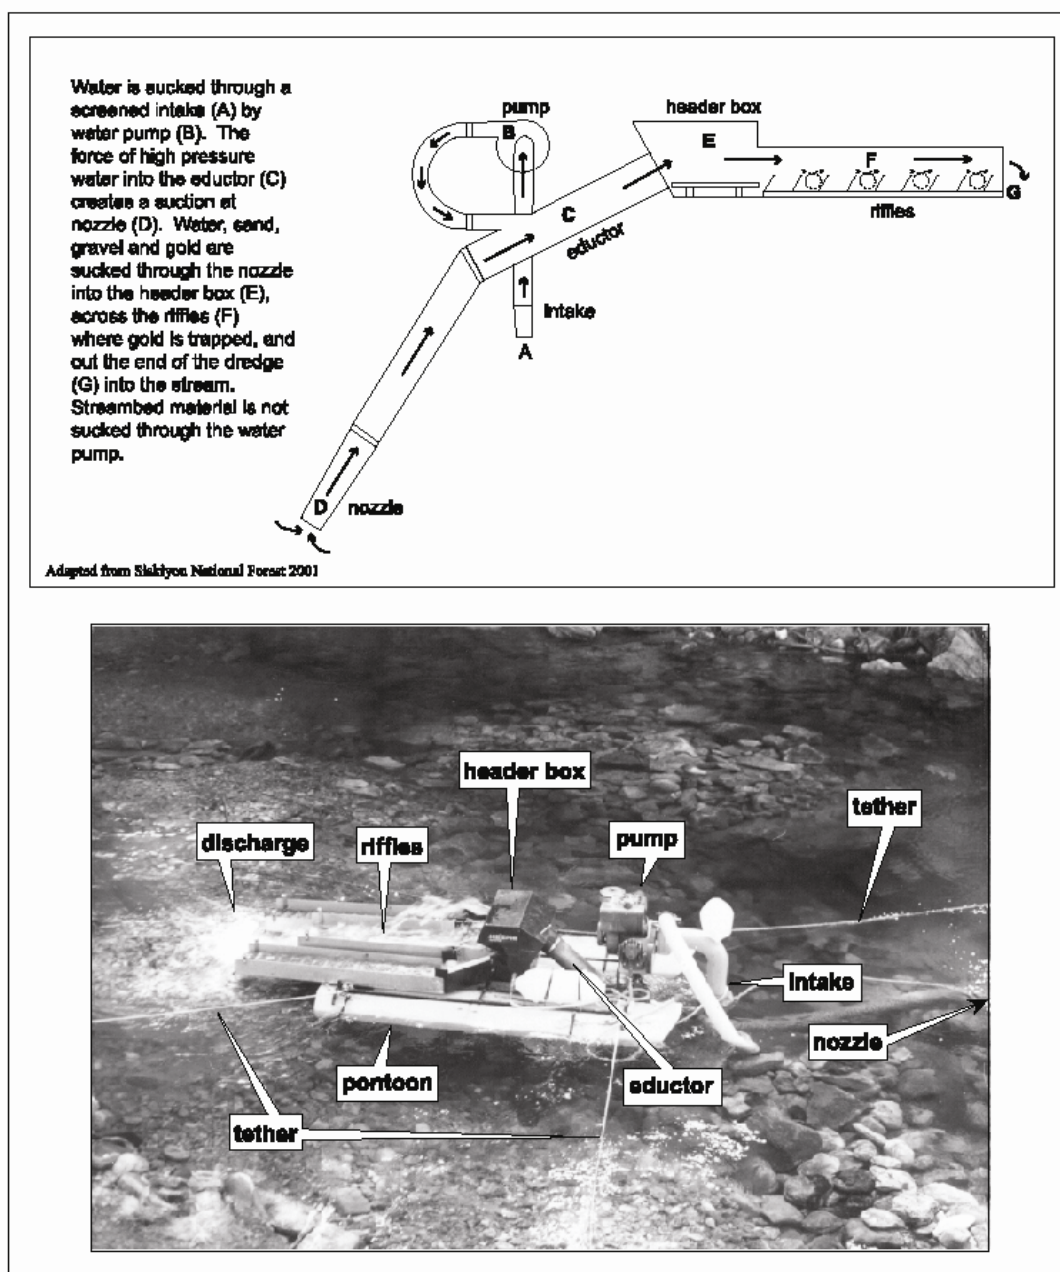 Water is sucked through a
screened intake (A) by
water pump (B). The
force of high pressure
water into the eductor (C)
creates a suction at
nozzle (D). Water, sand,
gravel and gold are
sucked through the nozzle
into the header box (E),
across the riffles (F)
where gold is trapped, and
out the end of the dredge
(G) into the stream.
Streambed material is not
sucked through the water
pump.
pump
B
header box
E
F
G
riffles
C
eductor
intake
A
D nozzle
Adapted from Siskiyou National Forest 2001
header box
tether
discharge
riffles
pump
intake
nozzle
pontoon
eductor
tether